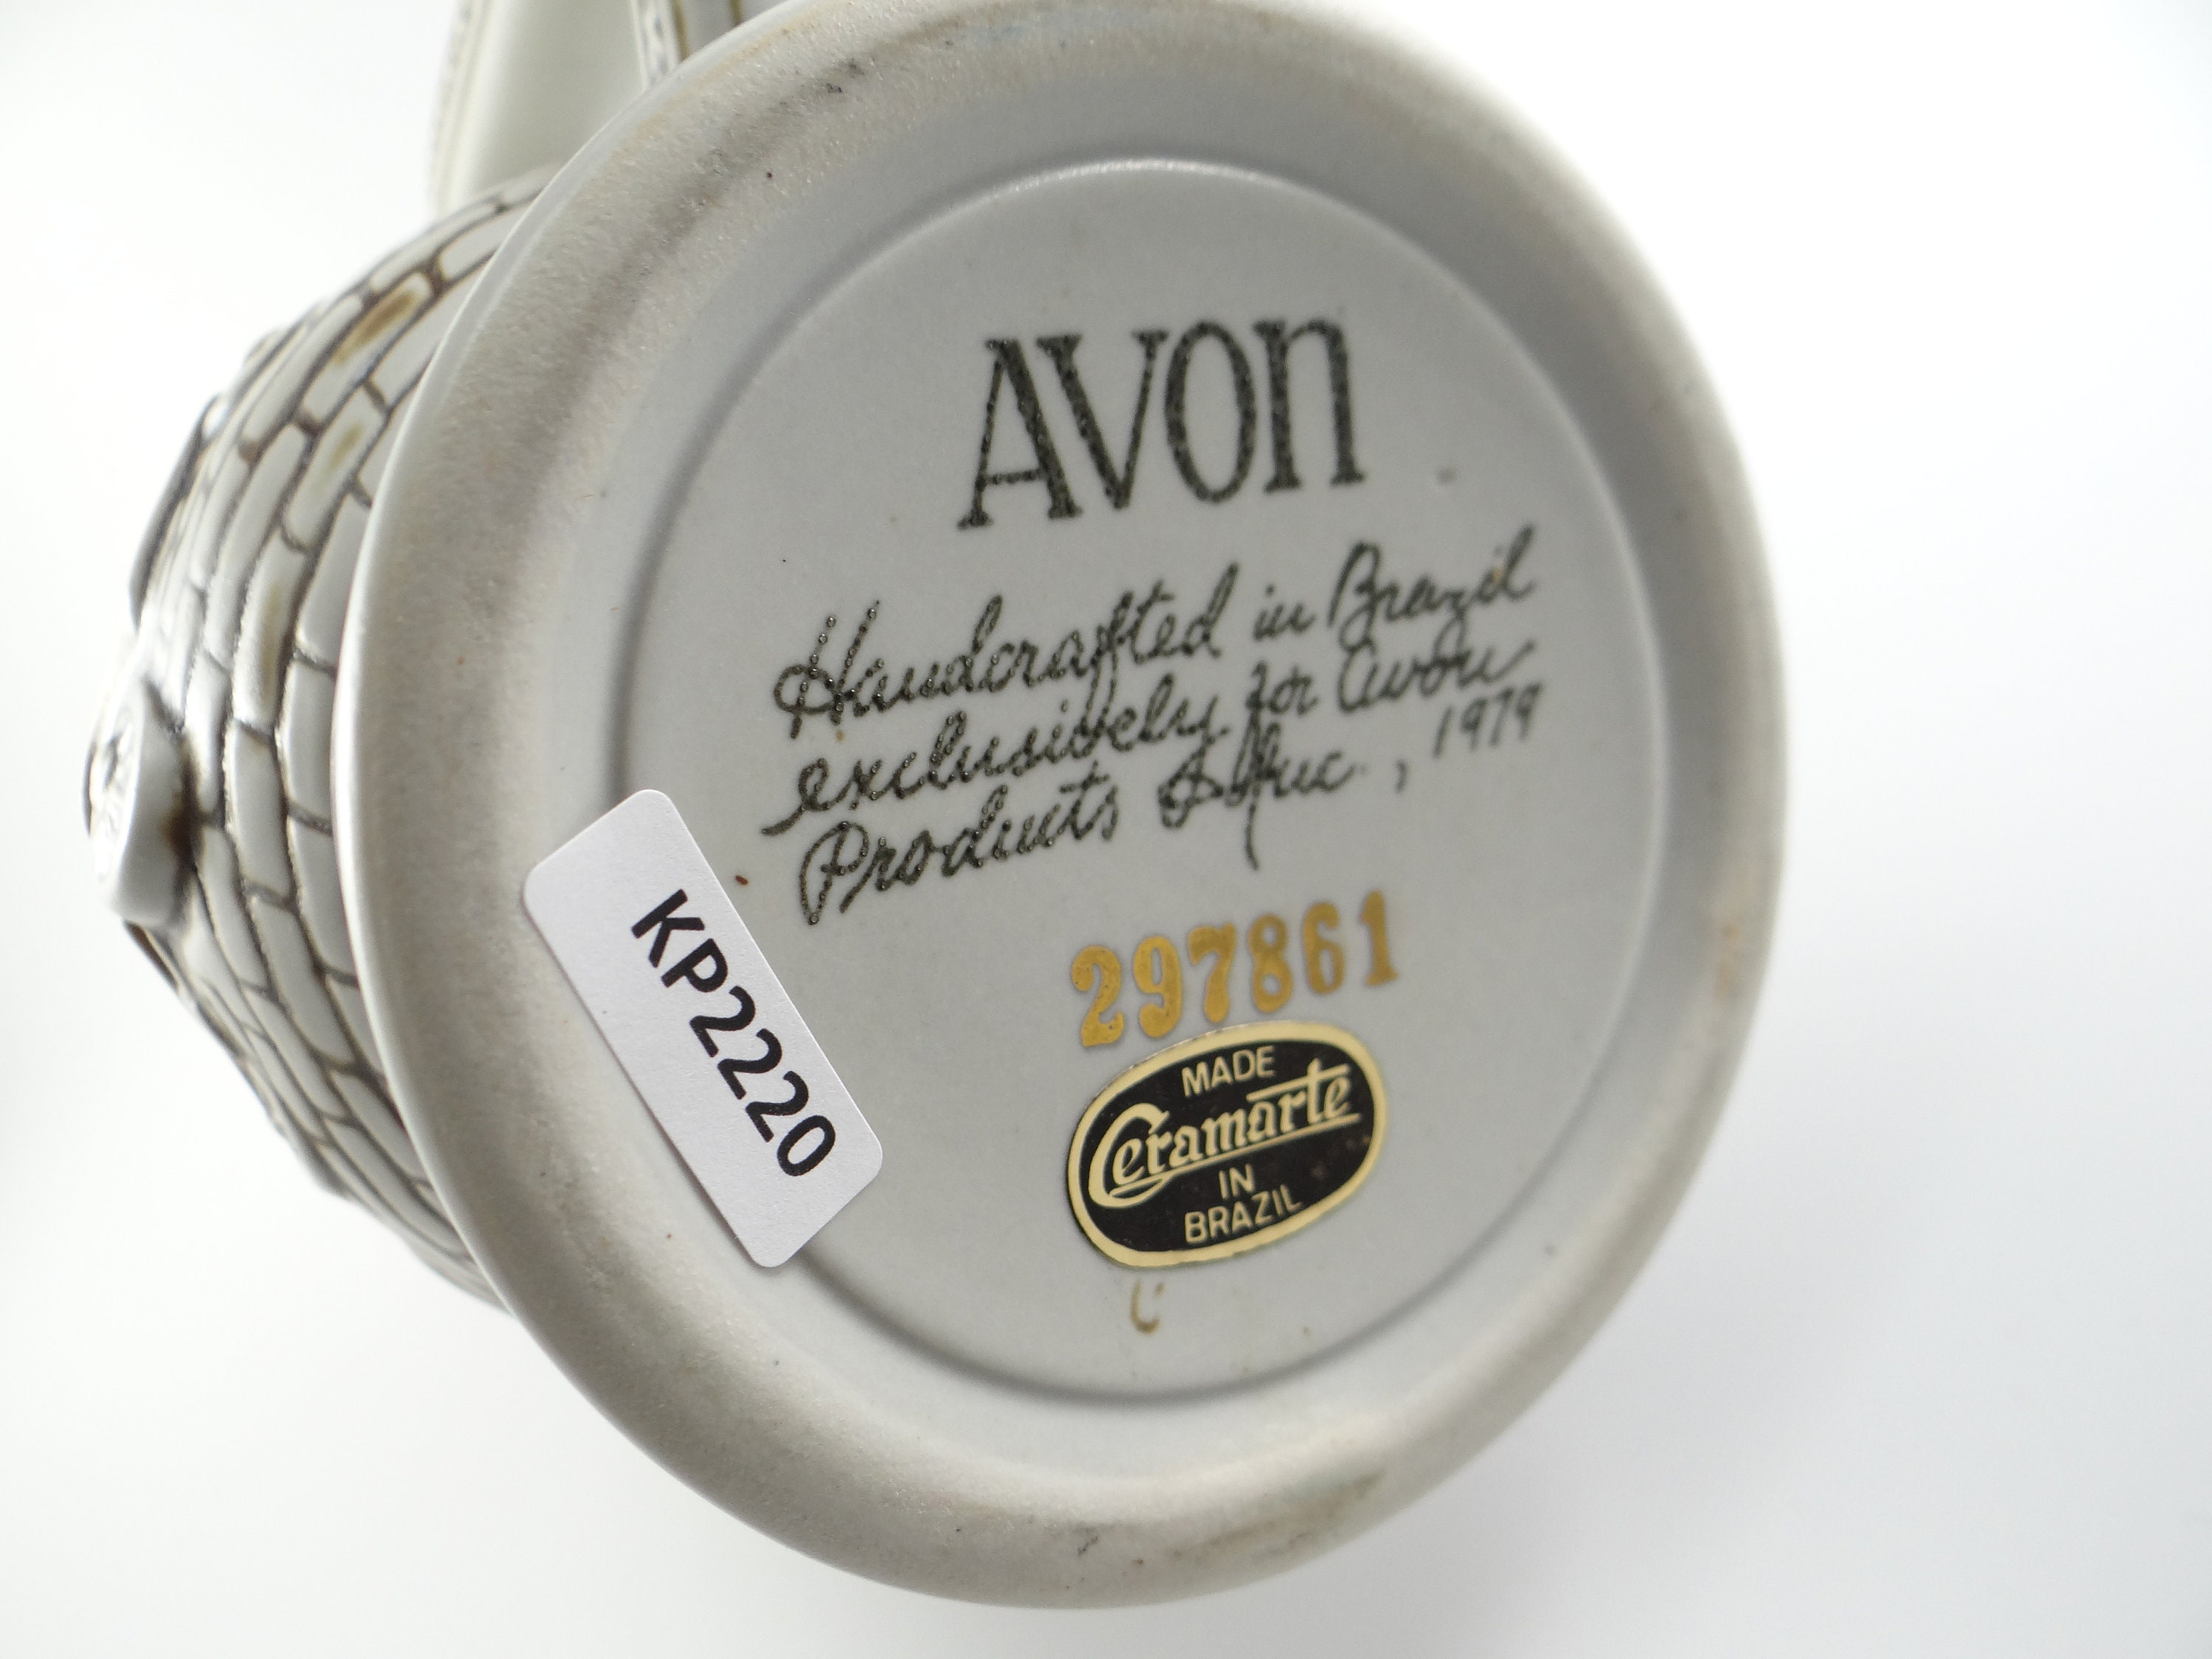 AVON
Handcrafted in Brazil
exclusively for Avon
Products Inc., 1979
297861
MADE
Ceramarte
IN
BRAZIL
KP2220